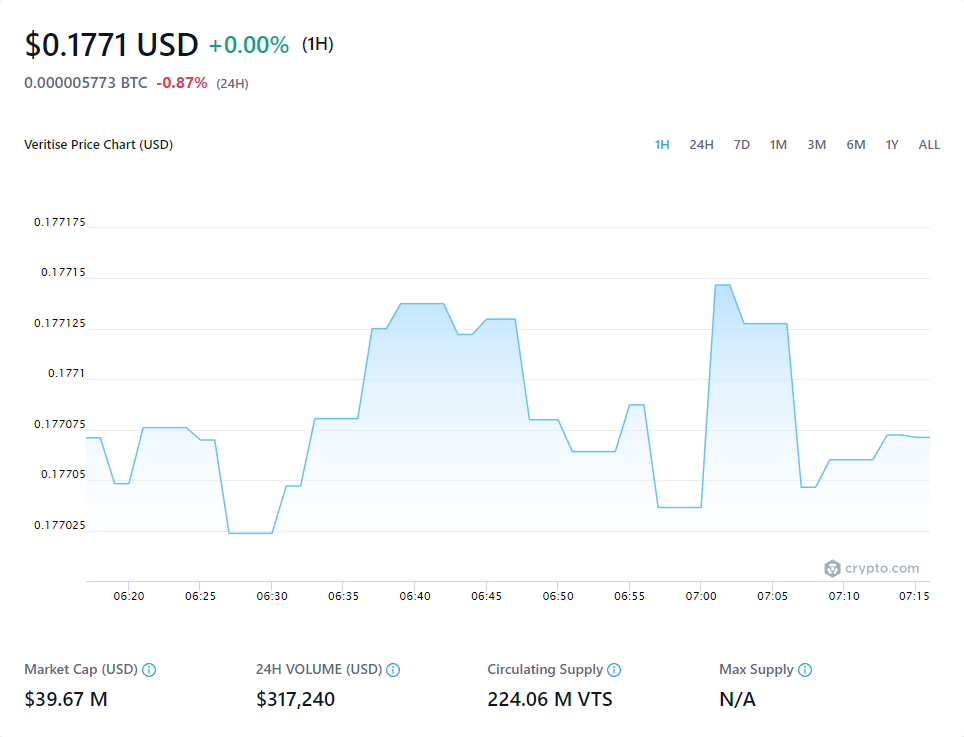 $0.1771 USD +0.00% (1H)
0.000005773 BTC -0.87% (24H)
Veritise Price Chart (USD)
1H 24H 7D 1M 3M 6M 1Y ALL
0.177175
0.17715
0.177125
0.1771
0.177075
0.17705
0.177025
crypto.com
06:20 06:25 06:30 06:35 06:40 06:45 06:50 06:55 07:00 07:05 07:10 07:15
Market Cap (USD) 24H VOLUME (USD) Circulating Supply Max Supply
$39.67 M $317,240 224.06 M VTS N/A